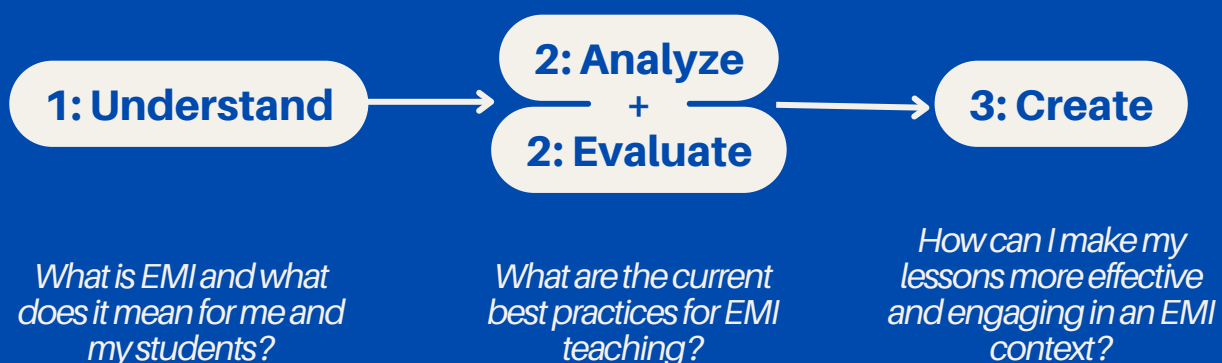 1: Understand
2: Analyze
+
2: Evaluate
3: Create
What is EMI and what
does it mean for me and
my students?
What are the current
best practices for EMI
teaching?
How can I make my
lessons more effective
and engaging in an EMI
context?